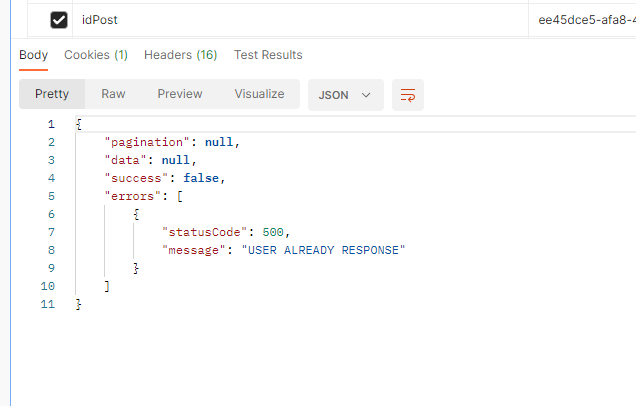 idPost ee45dce5-afa8-4
Body Cookies (1) Headers (16) Test Results
Pretty Raw Preview Visualize JSON
1 {
2 "pagination": null,
3 "data": null,
4 "success": false,
5 "errors": [
6 {
7 "statusCode": 500,
8 "message": "USER ALREADY RESPONSE"
9 }
10 ]
11 }